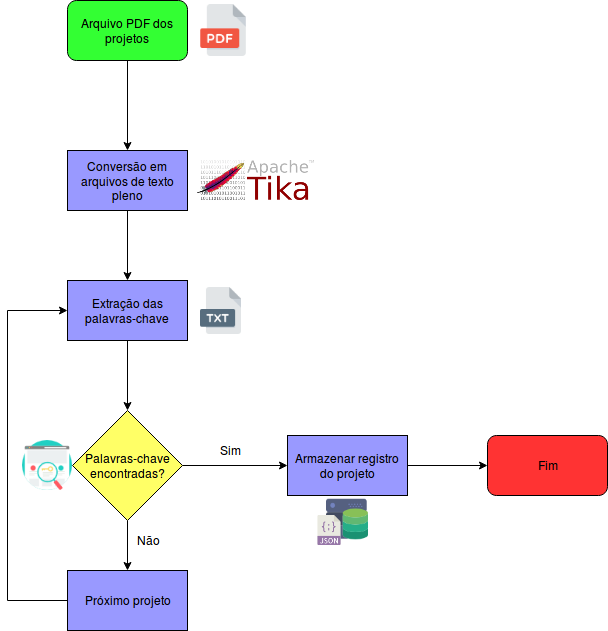 Arquivo PDF dos
projetos
PDF
Conversão em
arquivos de texto
pleno
Apache™
Tika
Extração das
palavras-chave
TXT
Palavras-chave
encontradas?
Sim
Armazenar registro
do projeto
Fim
{;}
JSON
Não
Próximo projeto